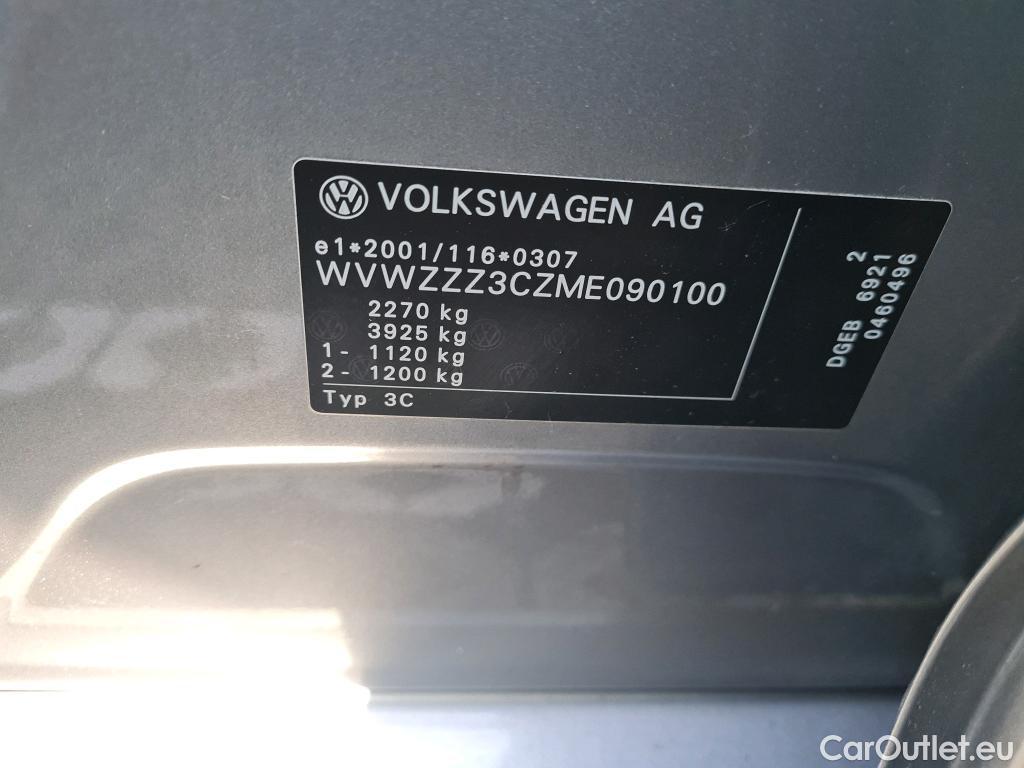 VOLKSWAGEN AG
e1*2001/116*0307
WVWZZZ3CZME090100
2270 kg
3925 kg
1- 1120 kg
2- 1200 kg
Typ 3C
2
DGEB 6921
0460496
CarOutlet.eu